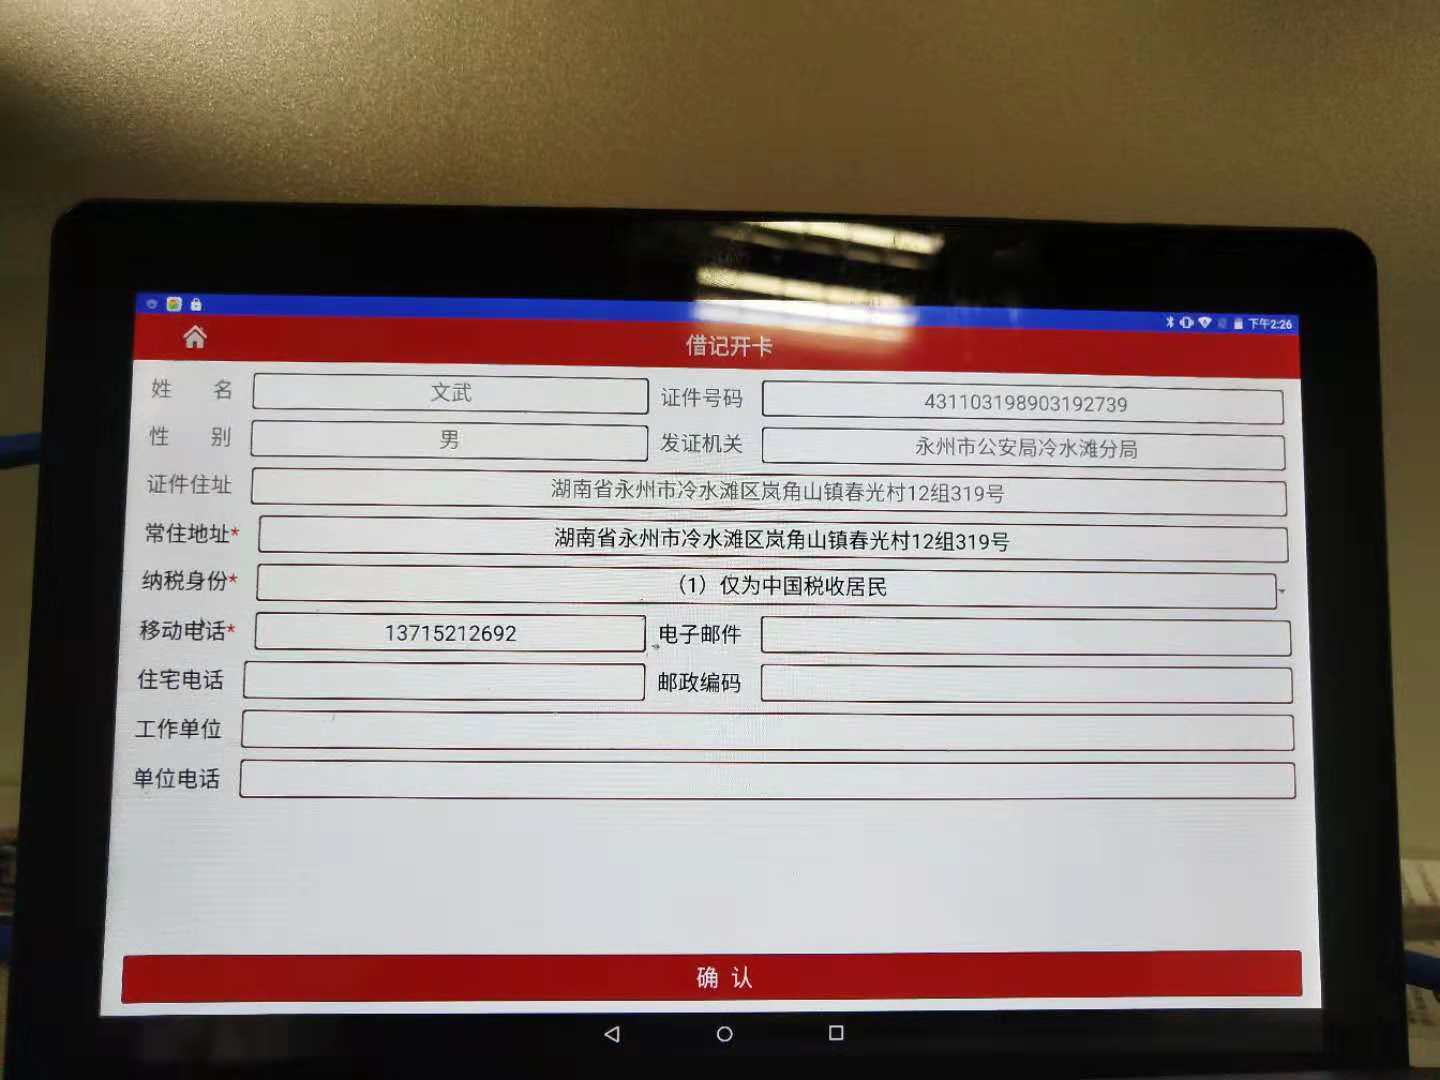 下午2:26
借记开卡
姓 名 文武 证件号码 431103198903192739
性 别 男 发证机关 永州市公安局冷水滩分局
证件住址 湖南省永州市冷水滩区岚角山镇春光村12组319号
常住地址* 湖南省永州市冷水滩区岚角山镇春光村12组319号
纳税身份* （1）仅为中国税收居民
移动电话* 13715212692 电子邮件
住宅电话 邮政编码
工作单位
单位电话
确 认